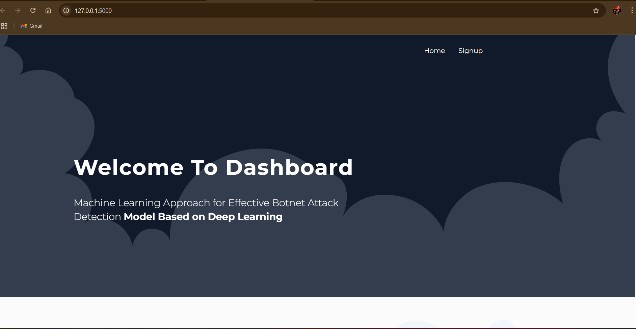 127.0.0.1:5000
Gmail
Home Signup
Welcome To Dashboard
Machine Learning Approach for Effective Botnet Attack
Detection Model Based on Deep Learning